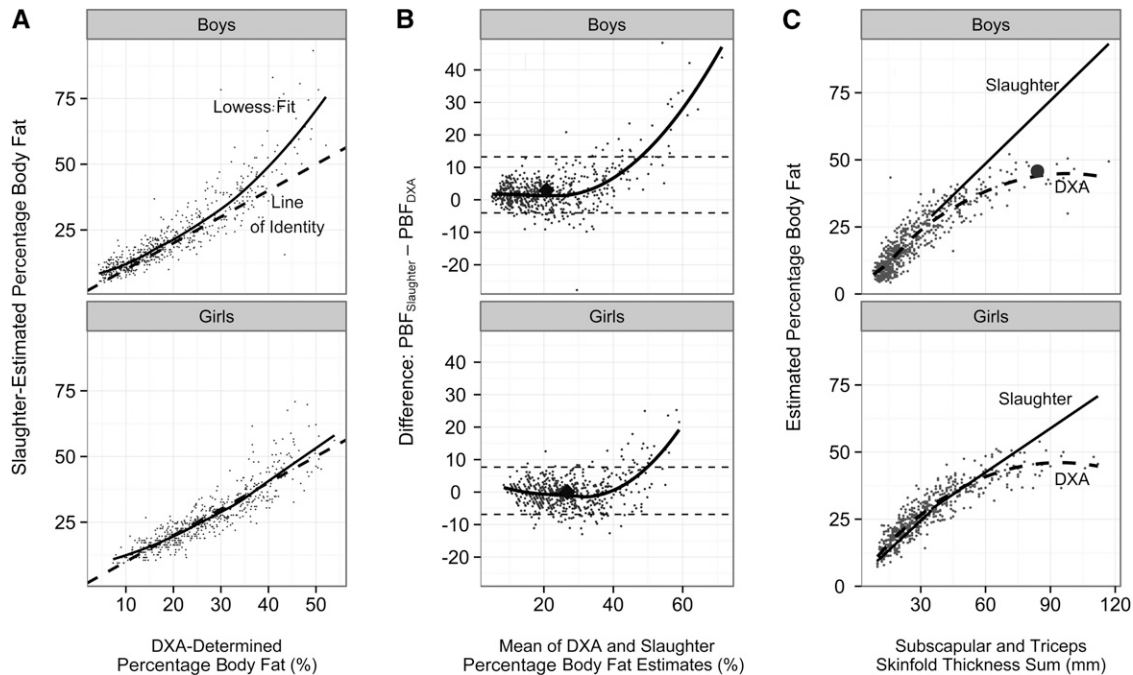 A
Boys
75
50
25
Lowess Fit
Line
of Identity
Girls
75
50
25
10 20 30 40 50
Slaughter-Estimated Percentage Body Fat
DXA-Determined
Percentage Body Fat (%)
B
Boys
40
30
20
10
0
-10
-20
Girls
40
30
20
10
0
-10
-20
20 40 60
Difference: PBFSlaughter – PBFDXA
Mean of DXA and Slaughter
Percentage Body Fat Estimates (%)
C
Boys
75
50
25
0
Slaughter
DXA
Girls
75
50
25
0
Slaughter
DXA
30 60 90 120
Estimated Percentage Body Fat
Subscapular and Triceps
Skinfold Thickness Sum (mm)